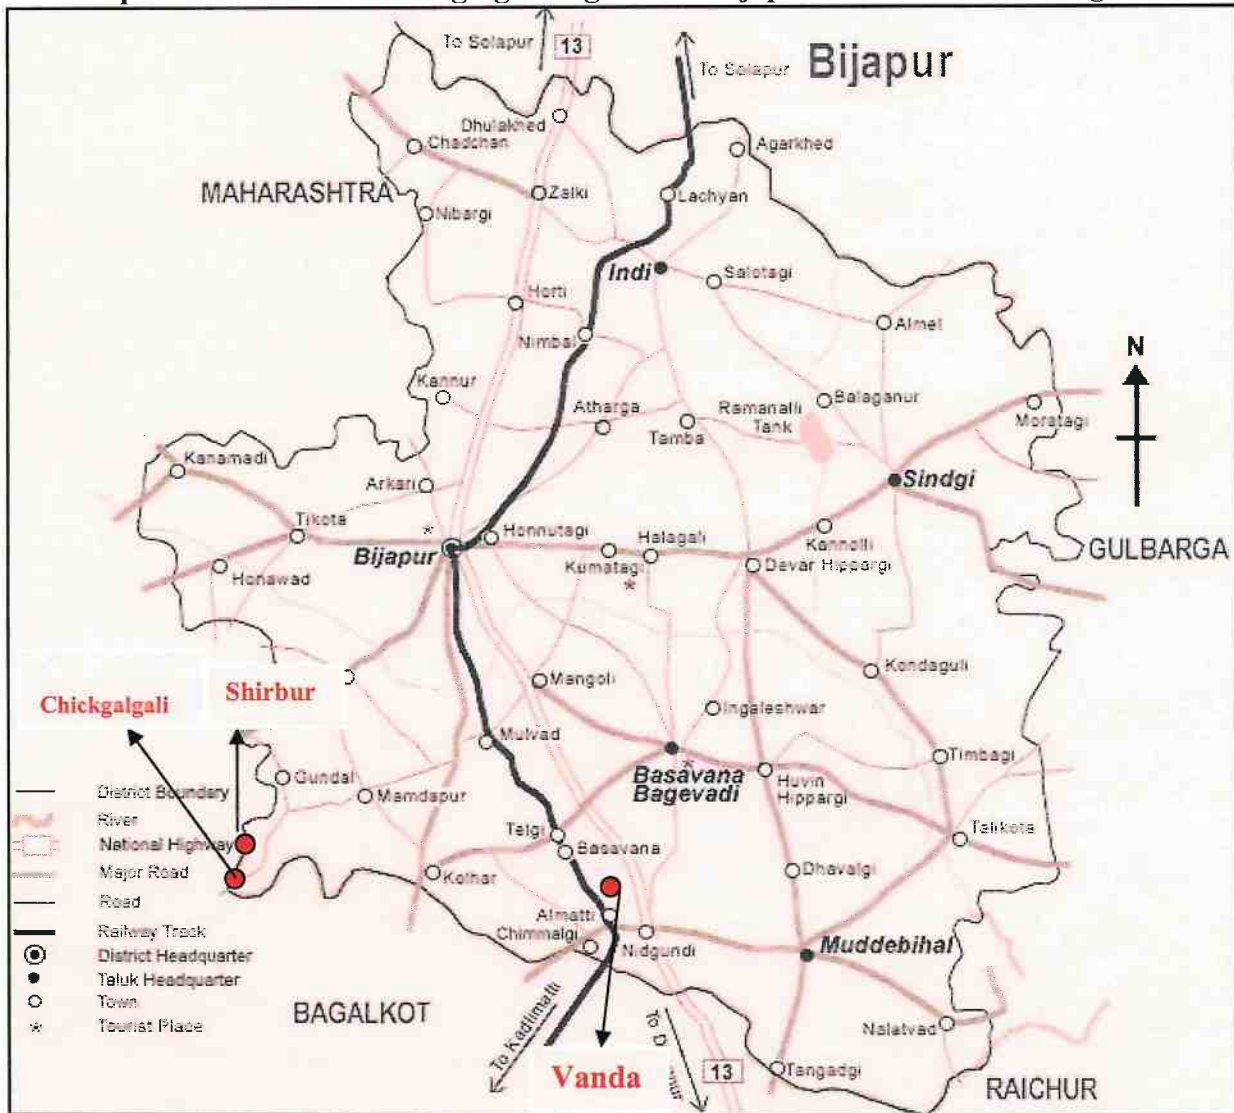 To Solapur
13
To Solapur
Bijapur
Dhulakhed
Chadchan
Agarkhed
MAHARASHTRA
Zalki
Lachyan
Nibargi
Indi
Salotagi
Horti
Almel
Nimbal
N
Kannur
Atharga
Tamba
Ramanalli
Tank
Balaganur
Moratagi
Kanamadi
Arkari
Sindgi
Tikota
Honnutagi
Halagali
Kannolli
Bijapur
Kumatagi
Devar Hippargi
GULBARGA
Honawad
Kondaguli
Chickgalgali
Shirbur
Mangoli
Ingaleshwar
Mulvad
Timbagi
Gundal
Mamdapur
Basavana
Bagevadi
Huvin
Hippargi
District Boundary
River
National Highway
Major Road
Road
Railway Track
District Headquarter
Taluk Headquarter
Town
Tourist Place
Telgi
Basavana
Talikota
Kolhar
Dhavalgi
Almatti
Chimmalgi
Nidgundi
Muddebihal
BAGALKOT
To Kadlimatti
To D
Nalatvad
Vanda
13
Tangadgi
RAICHUR